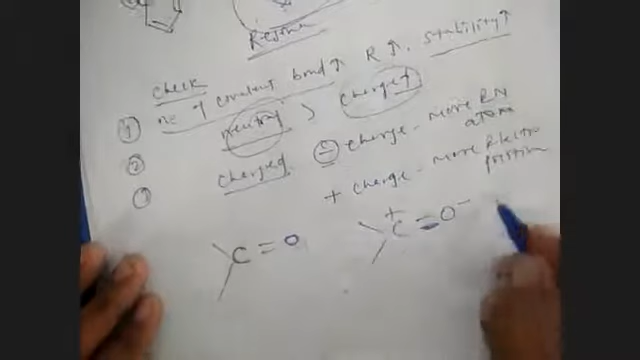 Reson
check
① no of covalent bond ↑ R ↑. stability ↑
② neutral > charged
③ charged ⊖ charge - more EN atom
+ charge - more Electro positive
C = O
+ C = O −